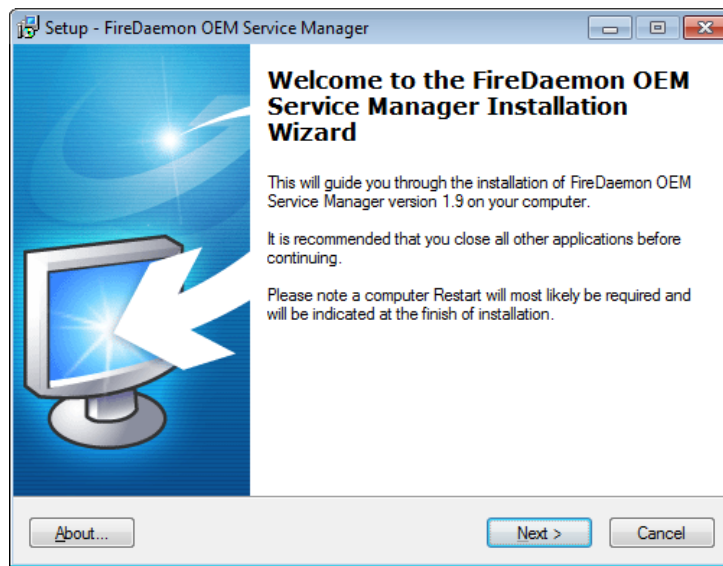 Setup - FireDaemon OEM Service Manager
Welcome to the FireDaemon OEM
Service Manager Installation
Wizard
This will guide you through the installation of FireDaemon OEM
Service Manager version 1.9 on your computer.
It is recommended that you close all other applications before
continuing.
Please note a computer Restart will most likely be required and
will be indicated at the finish of installation.
About...
Next >
Cancel